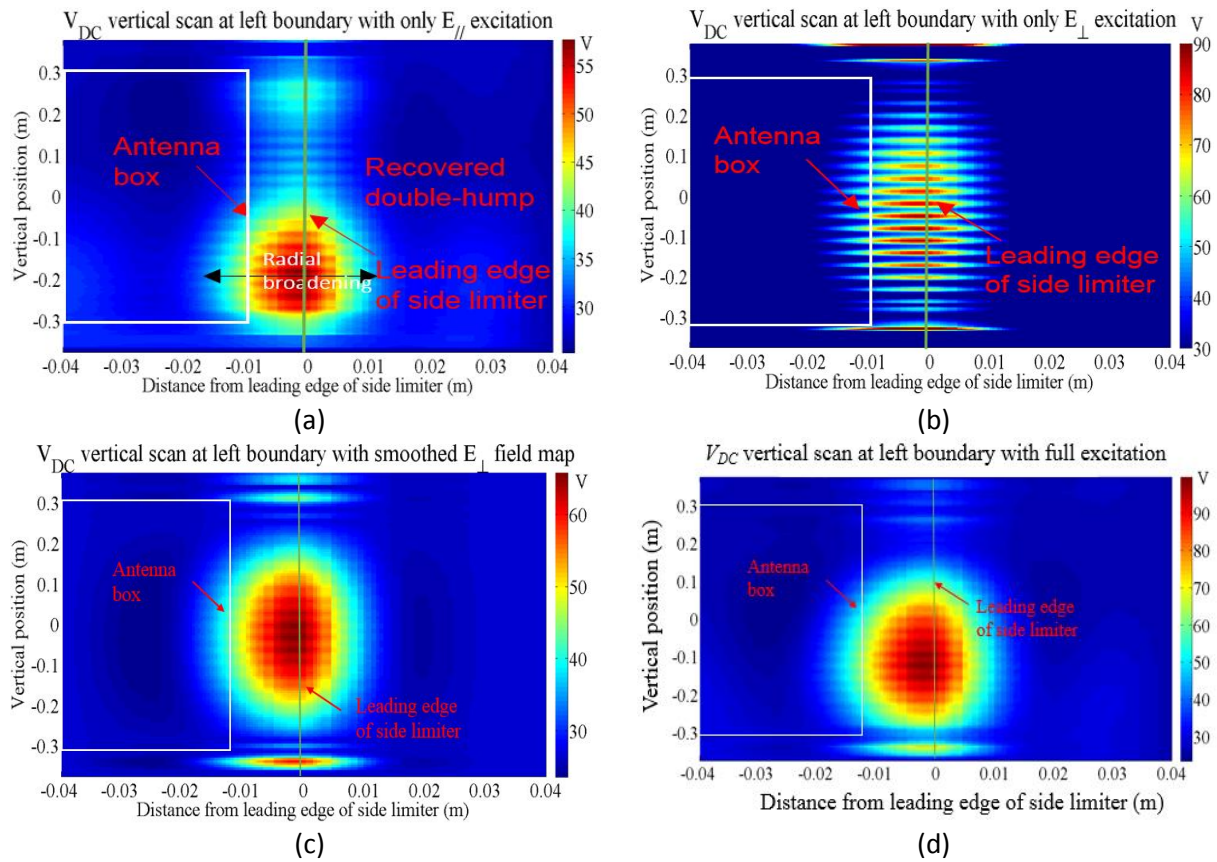 V_DC vertical scan at left boundary with only E_// excitation
V
0.3
0.2
0.1
0
-0.1
-0.2
-0.3
Vertical position (m)
Antenna
box
Recovered
double-hump
Radial
broadening
Leading edge
of side limiter
55
50
45
40
35
30
-0.04 -0.03 -0.02 -0.01 0 0.01 0.02 0.03 0.04
Distance from leading edge of side limiter (m)
(a)
V_DC vertical scan at left boundary with only E_⊥ excitation
V
0.3
0.2
0.1
0
-0.1
-0.2
-0.3
Vertical position (m)
Antenna
box
Leading edge
of side limiter
90
80
70
60
50
40
30
-0.04 -0.03 -0.02 -0.01 0 0.01 0.02 0.03 0.04
Distance from leading edge of side limiter (m)
(b)
V_DC vertical scan at left boundary with smoothed E_⊥ field map
V
0.3
0.2
0.1
0
-0.1
-0.2
-0.3
Vertical position (m)
Antenna
box
Leading edge
of side limiter
60
50
40
30
-0.04 -0.03 -0.02 -0.01 0 0.01 0.02 0.03 0.04
Distance from leading edge of side limiter (m)
(c)
V_DC vertical scan at left boundary with full excitation
V
0.3
0.2
0.1
0
-0.1
-0.2
-0.3
Vertical position (m)
Antenna
box
Leading edge
of side limiter
90
80
70
60
50
40
30
-0.04 -0.03 -0.02 -0.01 0 0.01 0.02 0.03 0.04
Distance from leading edge of side limiter (m)
(d)